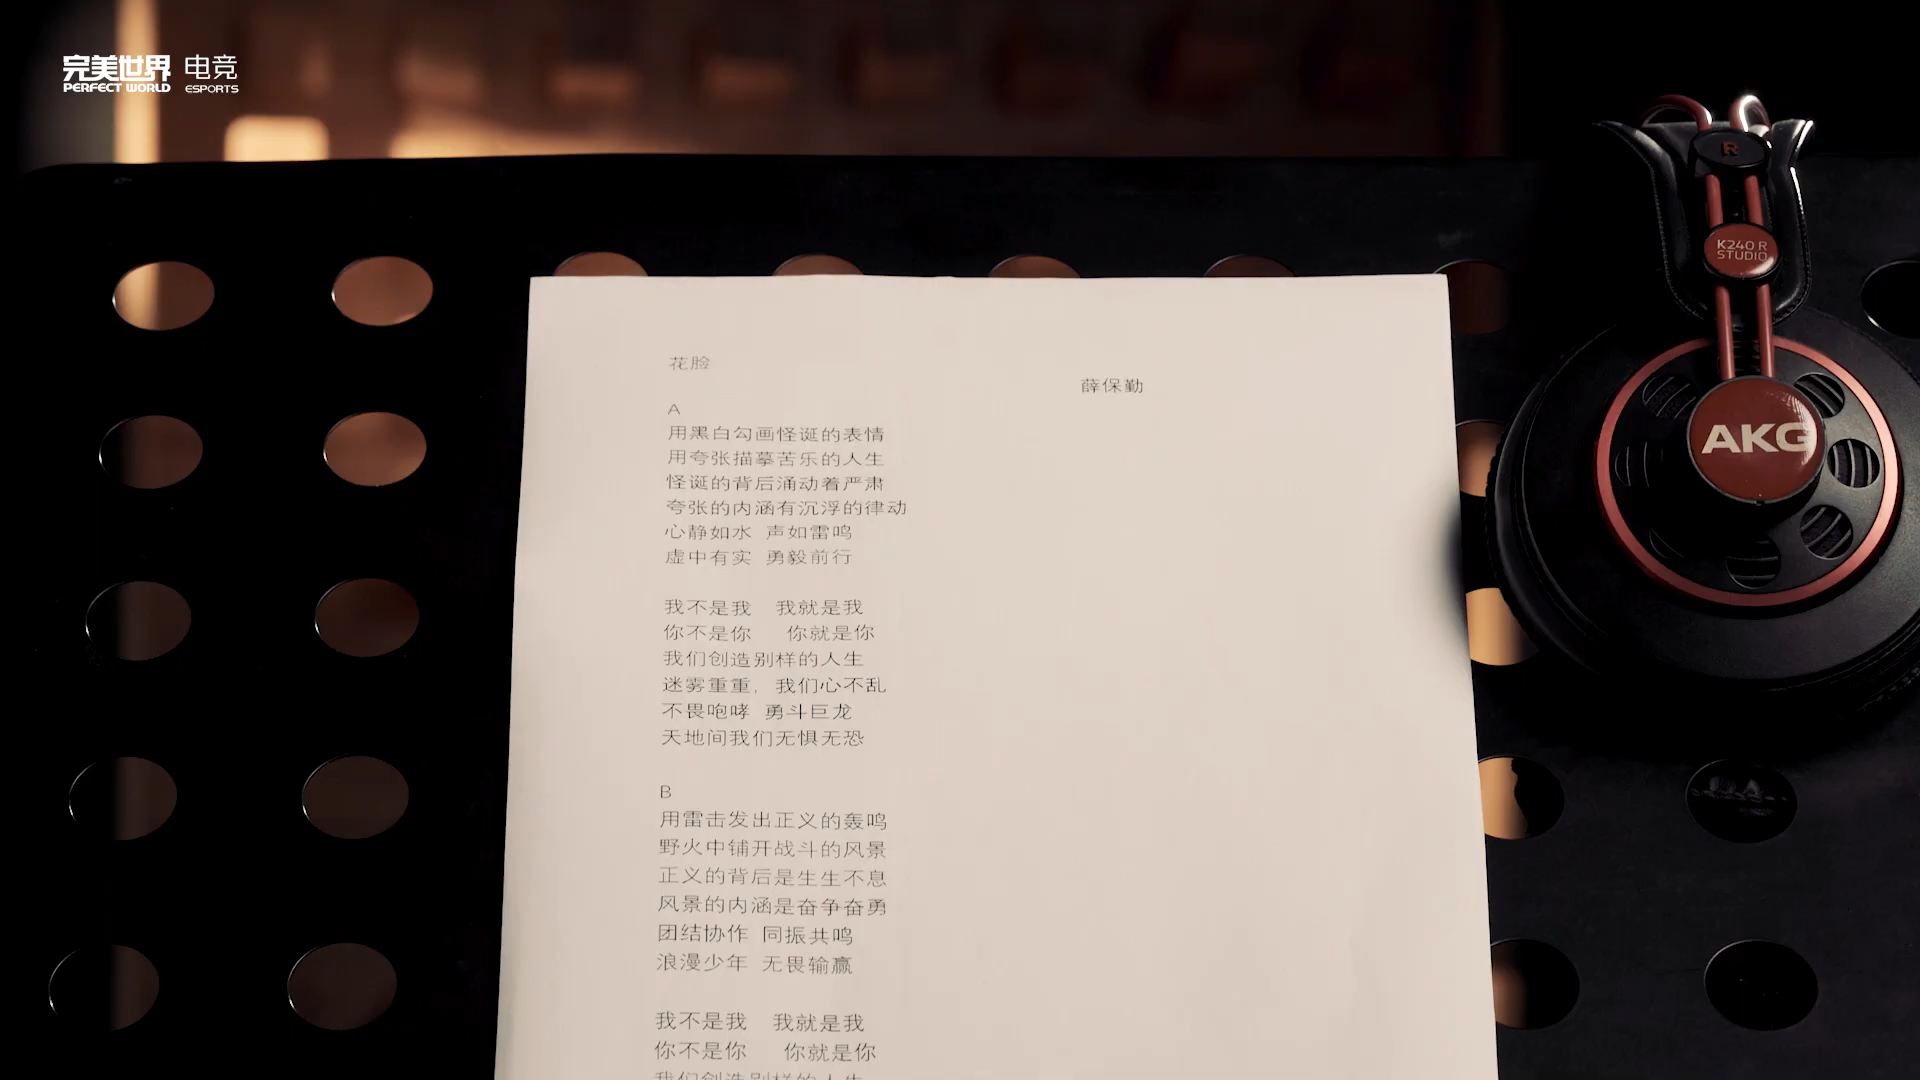 完美世界 电竞
PERFECT WORLD ESPORTS
R
K240 R
STUDIO
AKG
花脸
薛保勤
A
用黑白勾画怪诞的表情
用夸张描摹苦乐的人生
怪诞的背后涌动着严肃
夸张的内涵有沉浮的律动
心静如水 声如雷鸣
虚中有实 勇毅前行
我不是我 我就是我
你不是你 你就是你
我们创造别样的人生
迷雾重重，我们心不乱
不畏咆哮 勇斗巨龙
天地间我们无惧无恐
B
用雷击发出正义的轰鸣
野火中铺开战斗的风景
正义的背后是生生不息
风景的内涵是奋争奋勇
团结协作 同振共鸣
浪漫少年 无畏输赢
我不是我 我就是我
你不是你 你就是你
我们创造别样的人生